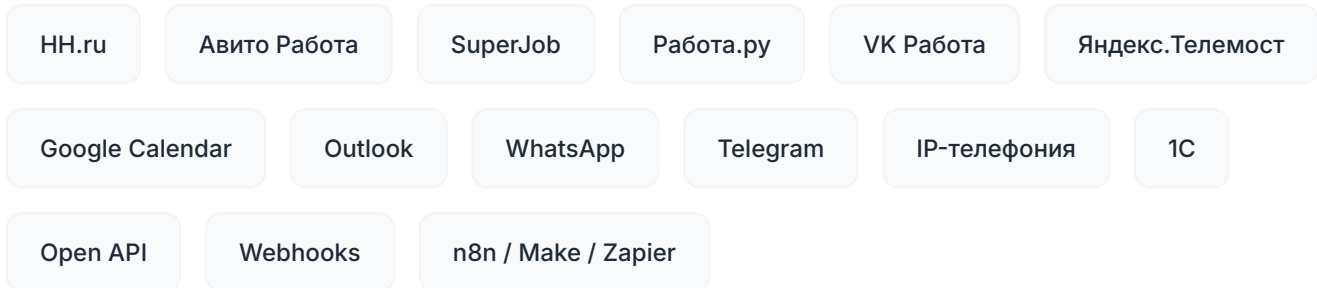 HH.ru Авито Работа SuperJob Работа.ру VK Работа Яндекс.Телемост
Google Calendar Outlook WhatsApp Telegram IP-телефония 1С
Open API Webhooks n8n / Make / Zapier